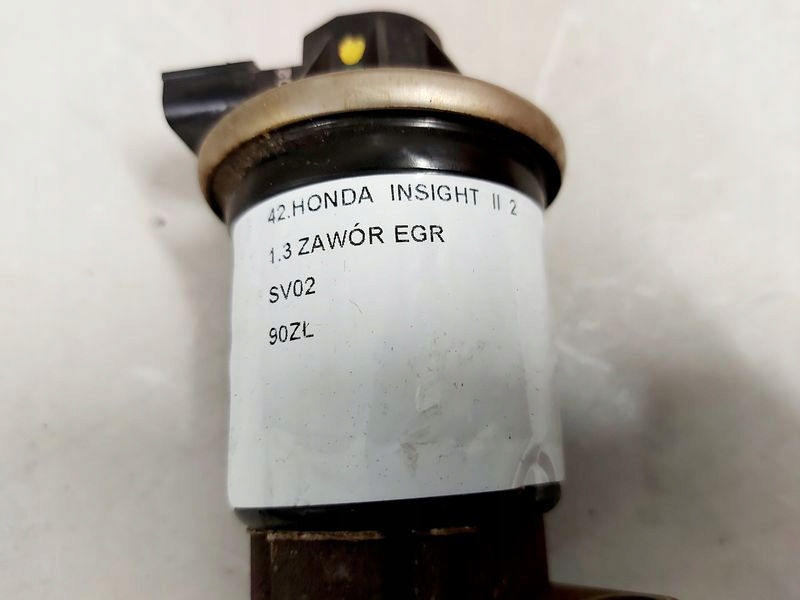 42.HONDA INSIGHT II 2
1.3 ZAWÓR EGR
SV02
90ZŁ